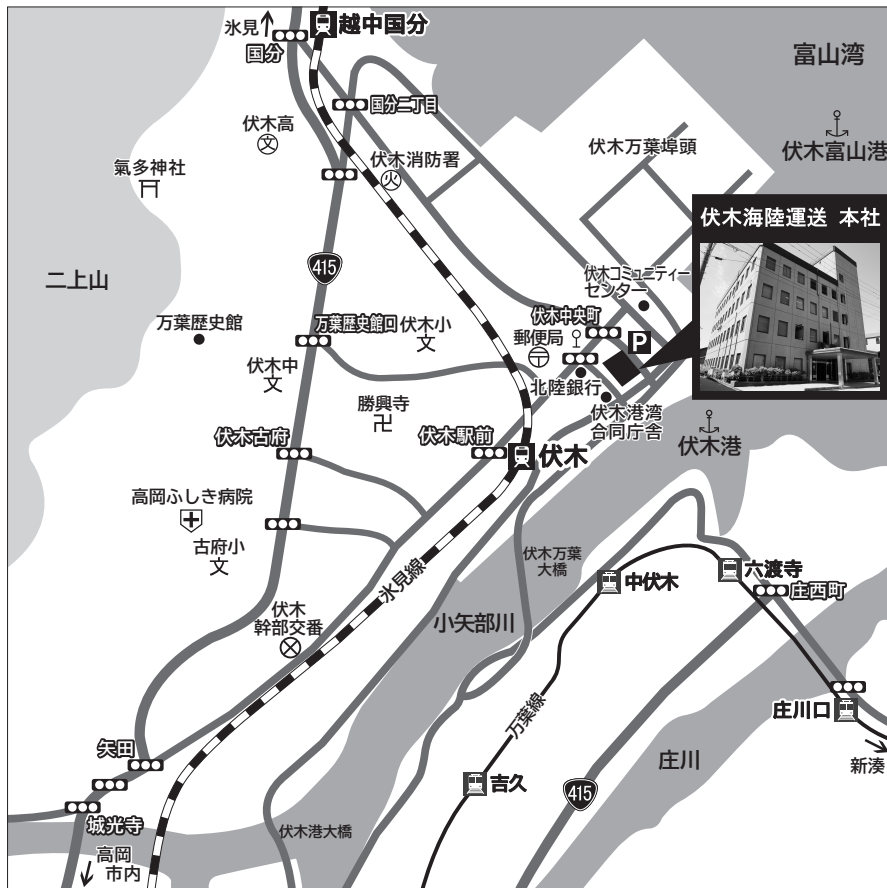 氷見
越中国分
国分
富山湾
国分二丁目
伏木高
伏木消防署
伏木万葉埠頭
伏木富山港
氣多神社
文
火
伏木海陸運送 本社
415
二上山
伏木コミュニティー
センター
万葉歴史館
万葉歴史館口
伏木小
文
伏木中央町
郵便局
P
伏木中
文
北陸銀行
勝興寺
伏木港湾
合同庁舎
伏木古府
伏木駅前
伏木
伏木港
高岡ふしき病院
古府小
文
伏木万葉
大橋
中伏木
六渡寺
庄西町
氷見線
伏木
幹部交番
小矢部川
万葉線
庄川口
矢田
庄川
新湊
吉久
415
城光寺
伏木港大橋
高岡
市内